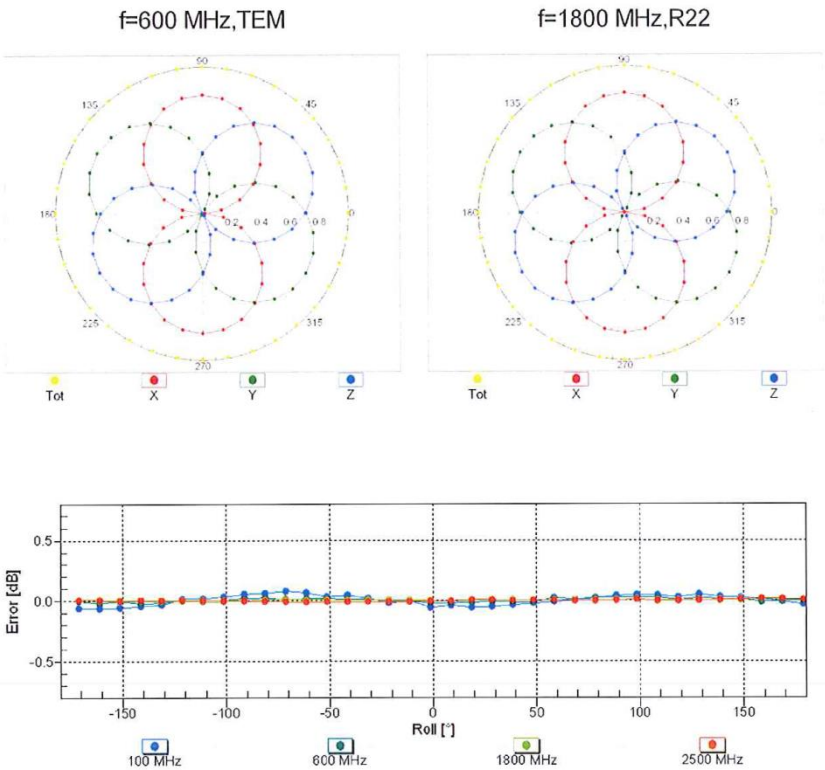 f=600 MHz,TEM
f=1800 MHz,R22
90
135
45
180
0.2 0.4 0.6 0.8
0
225
315
270
Tot X Y Z
90
135
45
180
0.2 0.4 0.6 0.8
0
225
315
270
Tot X Y Z
Error [dB]
0.5
0.0
-0.5
-150 -100 -50 0 50 100 150
Roll [°]
100 MHz 600 MHz 1800 MHz 2500 MHz